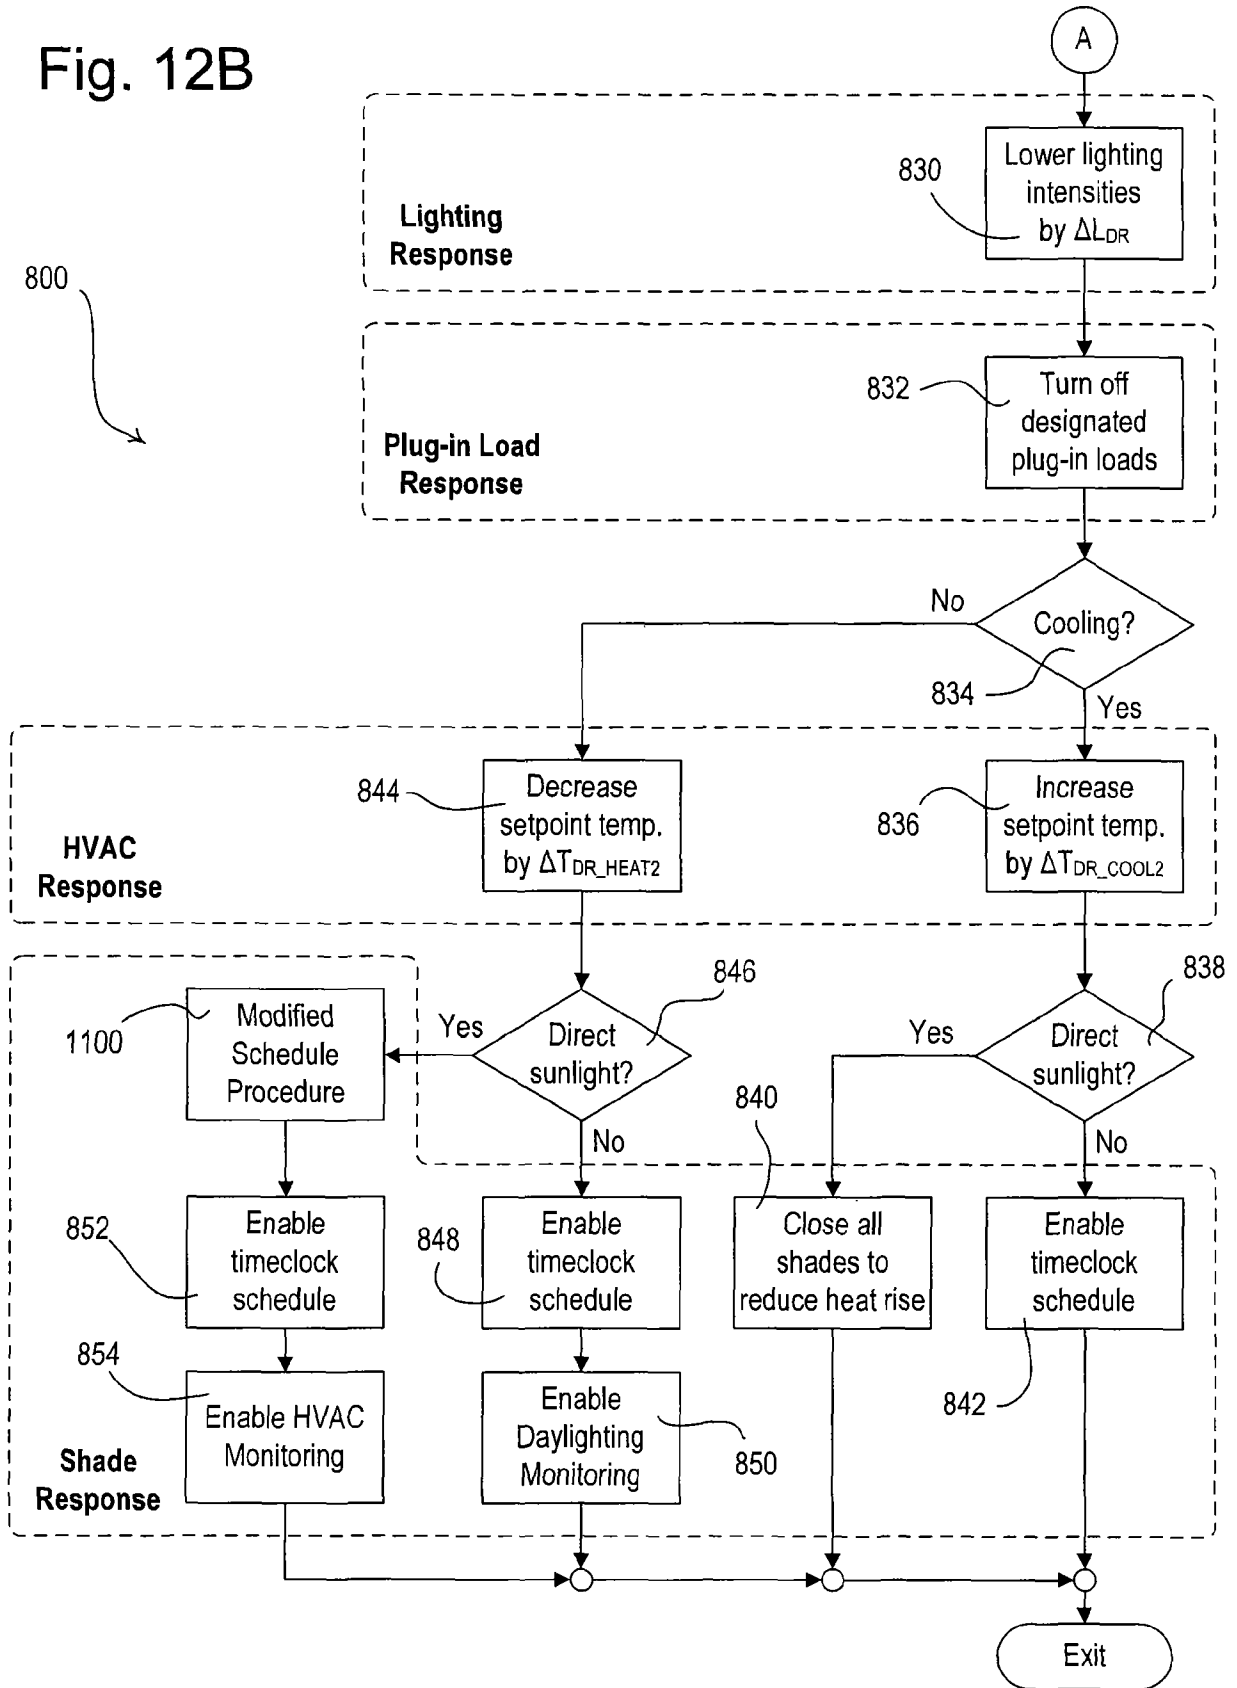 Fig. 12B
A
800
Lighting
Response
830
Lower lighting
intensities
by ΔLDR
Plug-in Load
Response
832
Turn off
designated
plug-in loads
No
Cooling?
834
Yes
HVAC
Response
844
Decrease
setpoint temp.
by ΔTDR_HEAT2
836
Increase
setpoint temp.
by ΔTDR_COOL2
1100
Modified
Schedule
Procedure
Yes
Direct
sunlight?
846
No
Yes
Direct
sunlight?
838
No
840
852
Enable
timeclock
schedule
848
Enable
timeclock
schedule
Close all
shades to
reduce heat rise
Enable
timeclock
schedule
842
854
Enable HVAC
Monitoring
Enable
Daylighting
Monitoring
850
Shade
Response
Exit